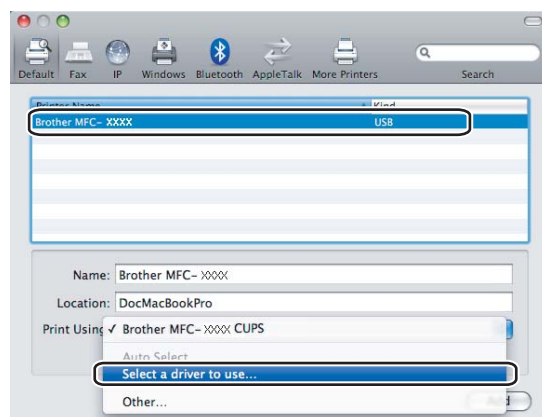 Default Fax IP Windows Bluetooth AppleTalk More Printers Search
Printer Name Kind
Brother MFC- XXXX USB
Name: Brother MFC- XXXX
Location: DocMacBookPro
Print Using ✓ Brother MFC- XXXX CUPS
Auto Select
Select a driver to use...
Other...